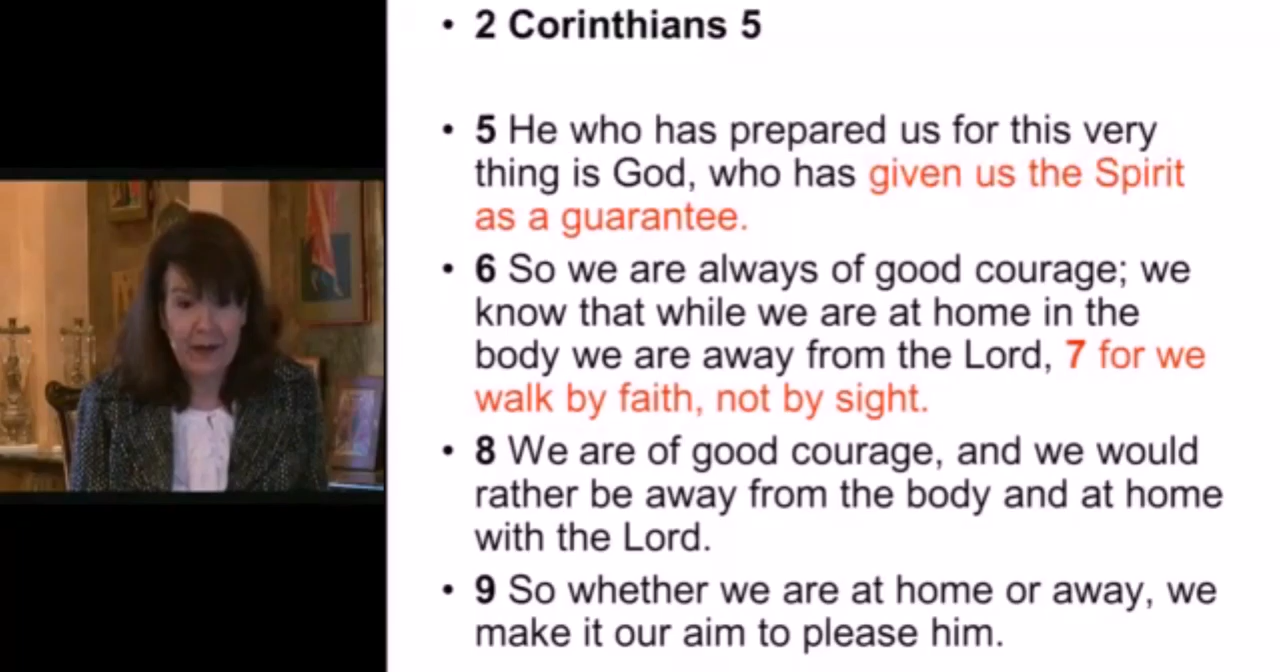 • 2 Corinthians 5
• 5 He who has prepared us for this very
thing is God, who has given us the Spirit
as a guarantee.
• 6 So we are always of good courage; we
know that while we are at home in the
body we are away from the Lord, 7 for we
walk by faith, not by sight.
• 8 We are of good courage, and we would
rather be away from the body and at home
with the Lord.
• 9 So whether we are at home or away, we
make it our aim to please him.